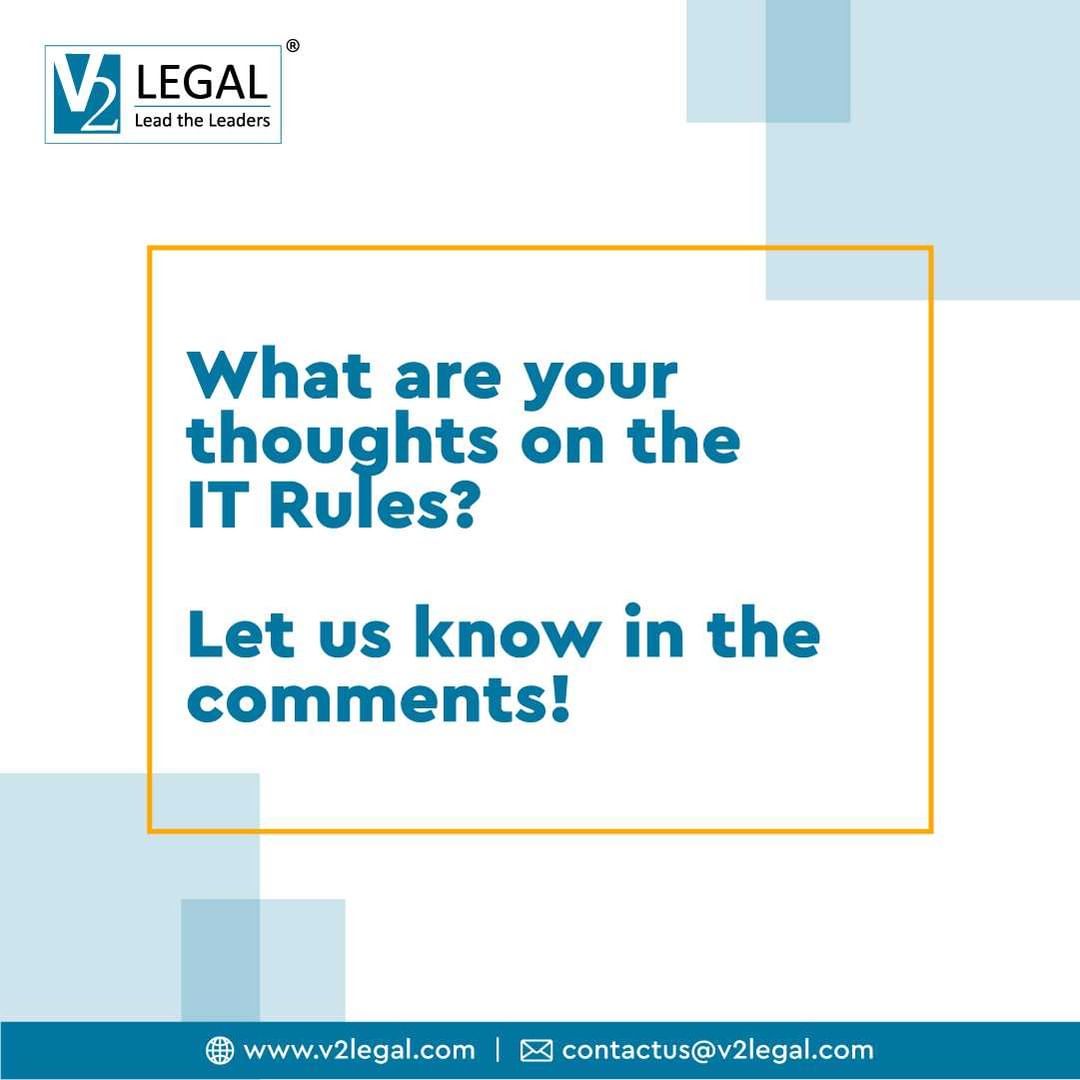 V2 LEGAL ®
Lead the Leaders
What are your
thoughts on the
IT Rules?
Let us know in the
comments!
www.v2legal.com | contactus@v2legal.com